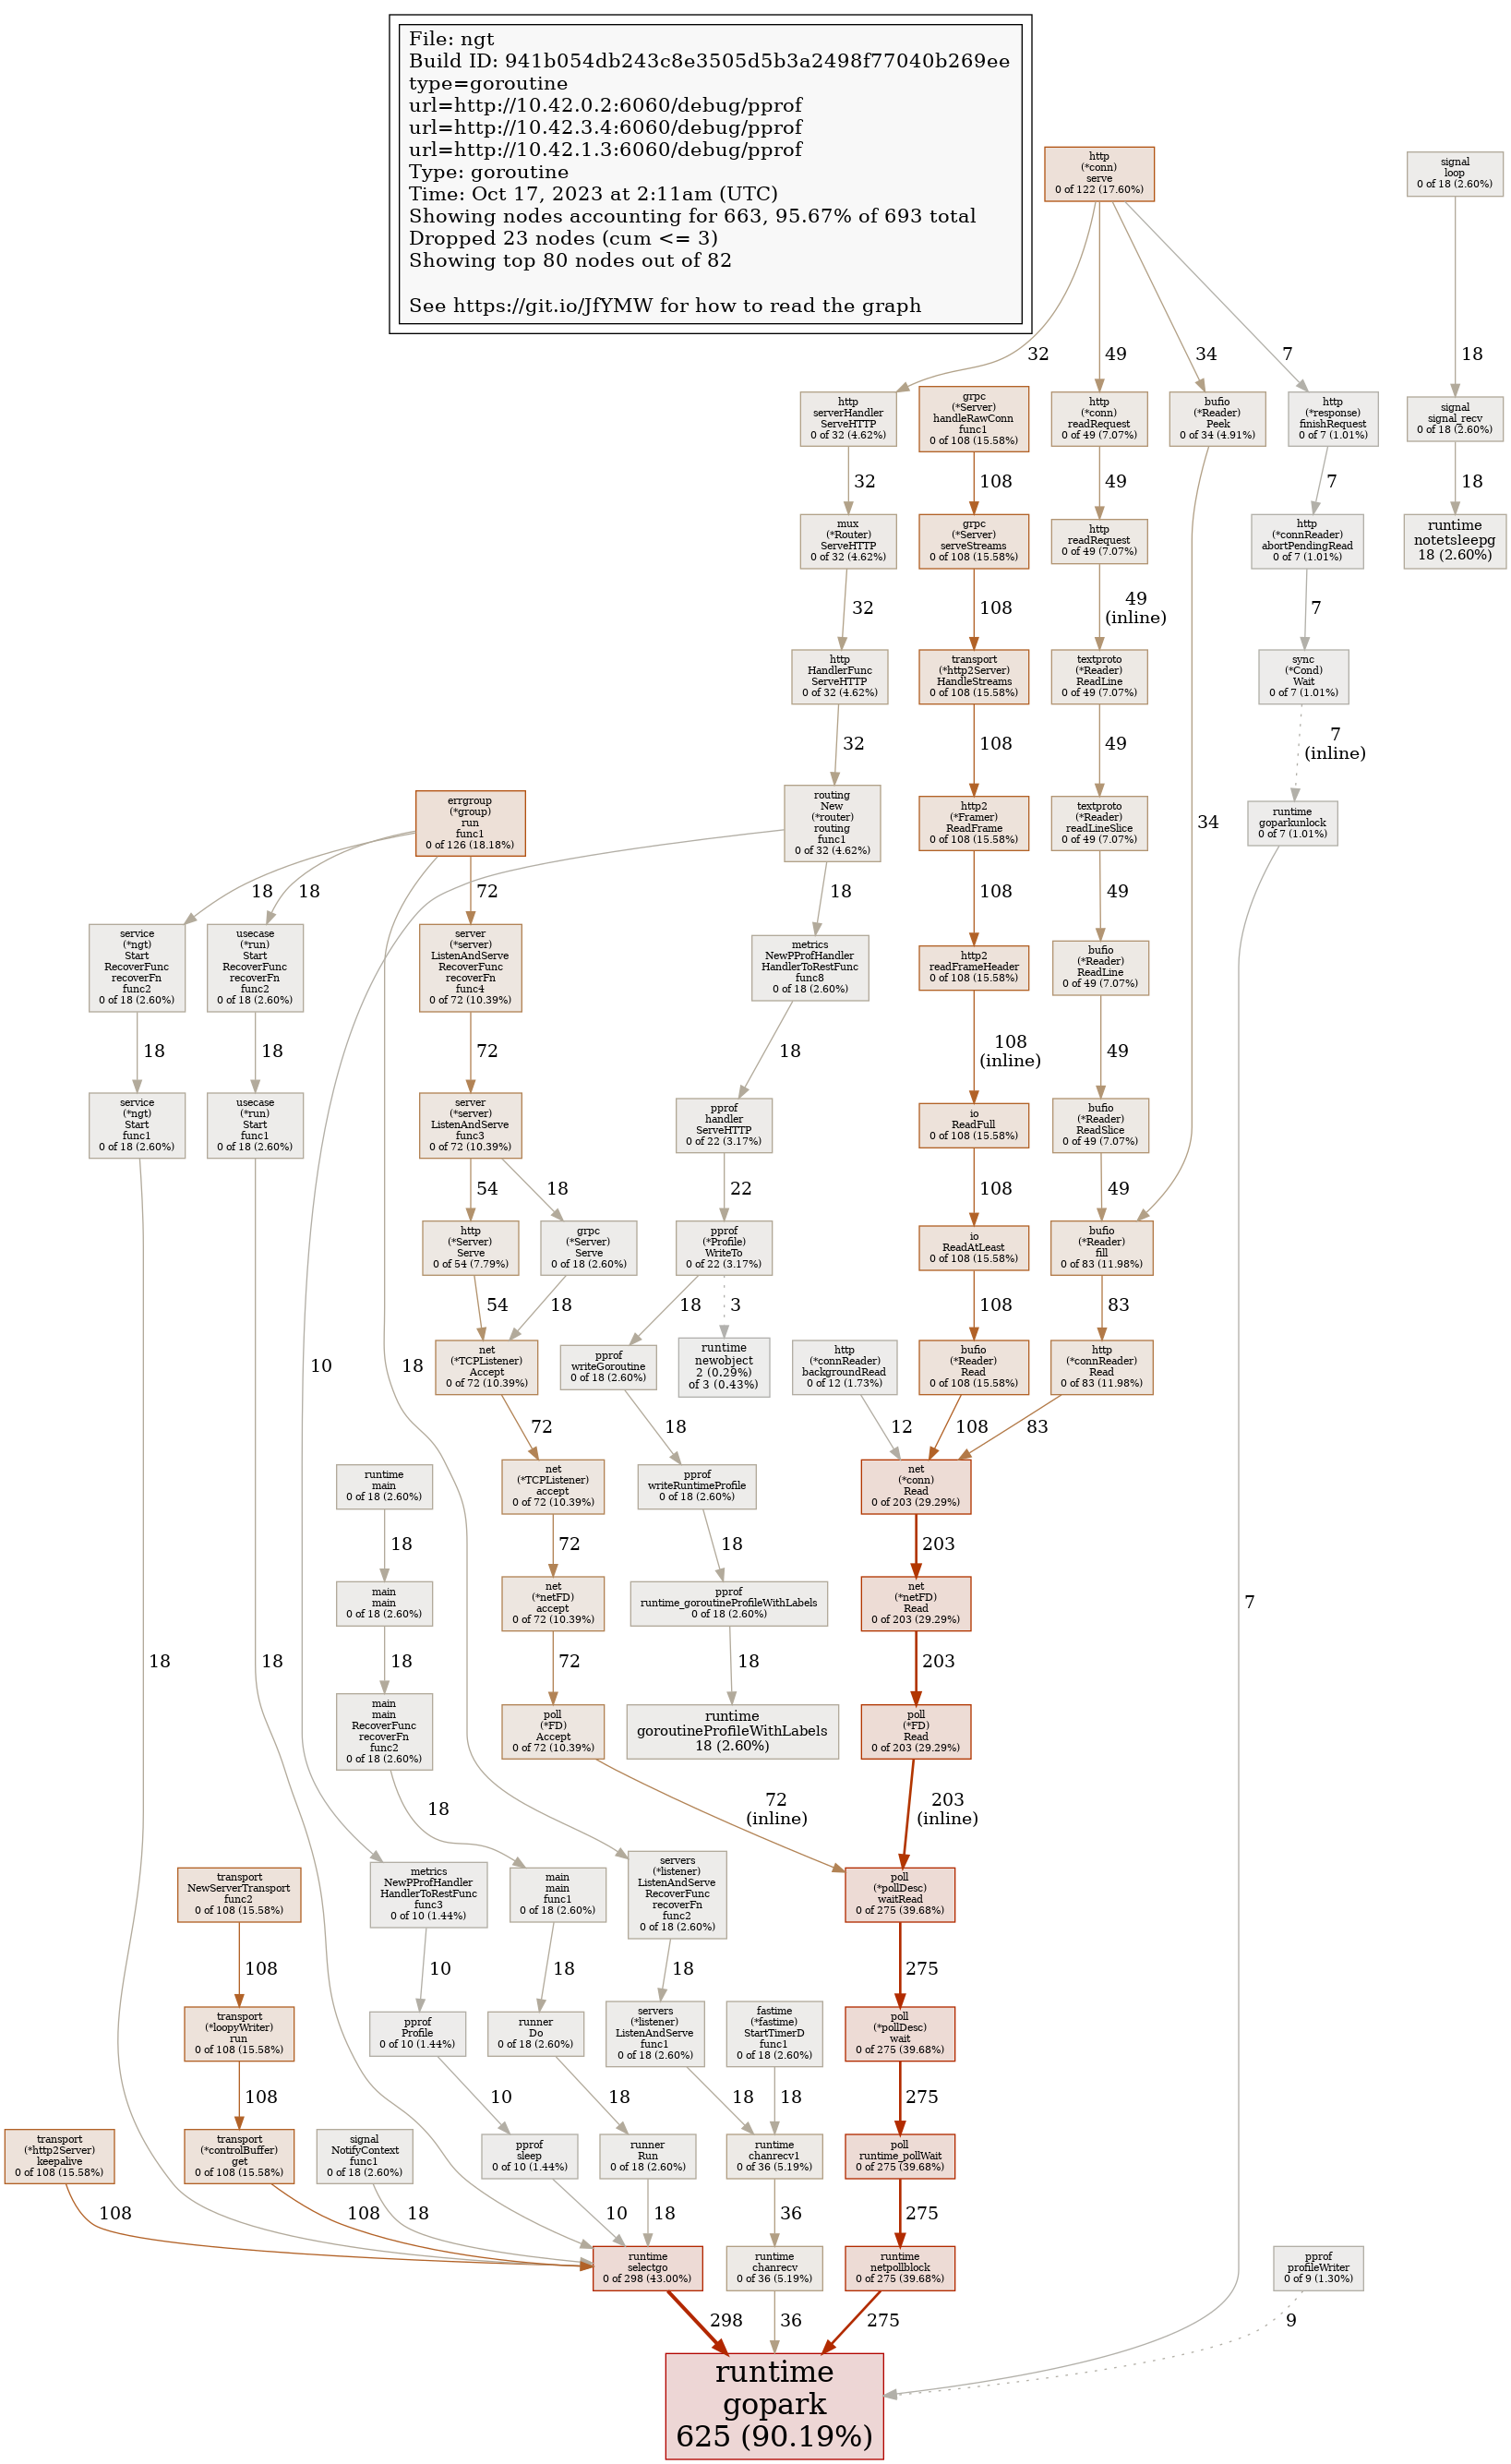 File: ngt
Build ID: 941b054db243c8e3505d5b3a2498f77040b269ee
type=goroutine
url=http://10.42.0.2:6060/debug/pprof
url=http://10.42.3.4:6060/debug/pprof
url=http://10.42.1.3:6060/debug/pprof
Type: goroutine
Time: Oct 17, 2023 at 2:11am (UTC)
Showing nodes accounting for 663, 95.67% of 693 total
Dropped 23 nodes (cum <= 3)
Showing top 80 nodes out of 82
See https://git.io/JfYMW for how to read the graph
http
(*conn)
serve
0 of 122 (17.60%)
signal
loop
0 of 18 (2.60%)
32
49
34
7
18
http
serverHandler
ServeHTTP
0 of 32 (4.62%)
grpc
(*Server)
handleRawConn
func1
0 of 108 (15.58%)
http
(*conn)
readRequest
0 of 49 (7.07%)
bufio
(*Reader)
Peek
0 of 34 (4.91%)
http
(*response)
finishRequest
0 of 7 (1.01%)
signal
signal_recv
0 of 18 (2.60%)
32
108
49
7
18
mux
(*Router)
ServeHTTP
0 of 32 (4.62%)
grpc
(*Server)
serveStreams
0 of 108 (15.58%)
http
readRequest
0 of 49 (7.07%)
http
(*connReader)
abortPendingRead
0 of 7 (1.01%)
runtime
notetsleepg
18 (2.60%)
32
108
49
(inline)
7
http
HandlerFunc
ServeHTTP
0 of 32 (4.62%)
transport
(*http2Server)
HandleStreams
0 of 108 (15.58%)
textproto
(*Reader)
ReadLine
0 of 49 (7.07%)
sync
(*Cond)
Wait
0 of 7 (1.01%)
32
108
49
7
(inline)
errgroup
(*group)
run
func1
0 of 126 (18.18%)
routing
New
(*router)
routing
func1
0 of 32 (4.62%)
http2
(*Framer)
ReadFrame
0 of 108 (15.58%)
textproto
(*Reader)
readLineSlice
0 of 49 (7.07%)
34
runtime
goparkunlock
0 of 7 (1.01%)
18
18
72
18
108
49
service
(*ngt)
Start
RecoverFunc
recoverFn
func2
0 of 18 (2.60%)
usecase
(*run)
Start
RecoverFunc
recoverFn
func2
0 of 18 (2.60%)
server
(*server)
ListenAndServe
RecoverFunc
recoverFn
func4
0 of 72 (10.39%)
metrics
NewPProfHandler
HandlerToRestFunc
func8
0 of 18 (2.60%)
http2
readFrameHeader
0 of 108 (15.58%)
bufio
(*Reader)
ReadLine
0 of 49 (7.07%)
18
18
72
18
108
(inline)
49
service
(*ngt)
Start
func1
0 of 18 (2.60%)
usecase
(*run)
Start
func1
0 of 18 (2.60%)
server
(*server)
ListenAndServe
func3
0 of 72 (10.39%)
pprof
handler
ServeHTTP
0 of 22 (3.17%)
io
ReadFull
0 of 108 (15.58%)
bufio
(*Reader)
ReadSlice
0 of 49 (7.07%)
54
18
22
108
49
http
(*Server)
Serve
0 of 54 (7.79%)
grpc
(*Server)
Serve
0 of 18 (2.60%)
pprof
(*Profile)
WriteTo
0 of 22 (3.17%)
io
ReadAtLeast
0 of 108 (15.58%)
bufio
(*Reader)
fill
0 of 83 (11.98%)
54
18
18
3
108
83
10
18
net
(*TCPListener)
Accept
0 of 72 (10.39%)
pprof
writeGoroutine
0 of 18 (2.60%)
runtime
newobject
2 (0.29%)
of 3 (0.43%)
http
(*connReader)
backgroundRead
0 of 12 (1.73%)
bufio
(*Reader)
Read
0 of 108 (15.58%)
http
(*connReader)
Read
0 of 83 (11.98%)
72
18
12
108
83
runtime
main
0 of 18 (2.60%)
net
(*TCPListener)
accept
0 of 72 (10.39%)
pprof
writeRuntimeProfile
0 of 18 (2.60%)
net
(*conn)
Read
0 of 203 (29.29%)
18
72
18
203
main
main
0 of 18 (2.60%)
net
(*netFD)
accept
0 of 72 (10.39%)
pprof
runtime_goroutineProfileWithLabels
0 of 18 (2.60%)
net
(*netFD)
Read
0 of 203 (29.29%)
7
18
18
18
72
18
203
main
main
RecoverFunc
recoverFn
func2
0 of 18 (2.60%)
poll
(*FD)
Accept
0 of 72 (10.39%)
runtime
goroutineProfileWithLabels
18 (2.60%)
poll
(*FD)
Read
0 of 203 (29.29%)
18
72
(inline)
203
(inline)
transport
NewServerTransport
func2
0 of 108 (15.58%)
metrics
NewPProfHandler
HandlerToRestFunc
func3
0 of 10 (1.44%)
main
main
func1
0 of 18 (2.60%)
servers
(*listener)
ListenAndServe
RecoverFunc
recoverFn
func2
0 of 18 (2.60%)
poll
(*pollDesc)
waitRead
0 of 275 (39.68%)
108
10
18
18
275
transport
(*loopyWriter)
run
0 of 108 (15.58%)
pprof
Profile
0 of 10 (1.44%)
runner
Do
0 of 18 (2.60%)
servers
(*listener)
ListenAndServe
func1
0 of 18 (2.60%)
fastime
(*fastime)
StartTimerD
func1
0 of 18 (2.60%)
poll
(*pollDesc)
wait
0 of 275 (39.68%)
108
10
18
18
18
275
transport
(*http2Server)
keepalive
0 of 108 (15.58%)
transport
(*controlBuffer)
get
0 of 108 (15.58%)
signal
NotifyContext
func1
0 of 18 (2.60%)
pprof
sleep
0 of 10 (1.44%)
runner
Run
0 of 18 (2.60%)
runtime
chanrecv1
0 of 36 (5.19%)
poll
runtime_pollWait
0 of 275 (39.68%)
108
108
18
10
18
36
275
runtime
selectgo
0 of 298 (43.00%)
runtime
chanrecv
0 of 36 (5.19%)
runtime
netpollblock
0 of 275 (39.68%)
pprof
profileWriter
0 of 9 (1.30%)
298
36
275
9
runtime
gopark
625 (90.19%)